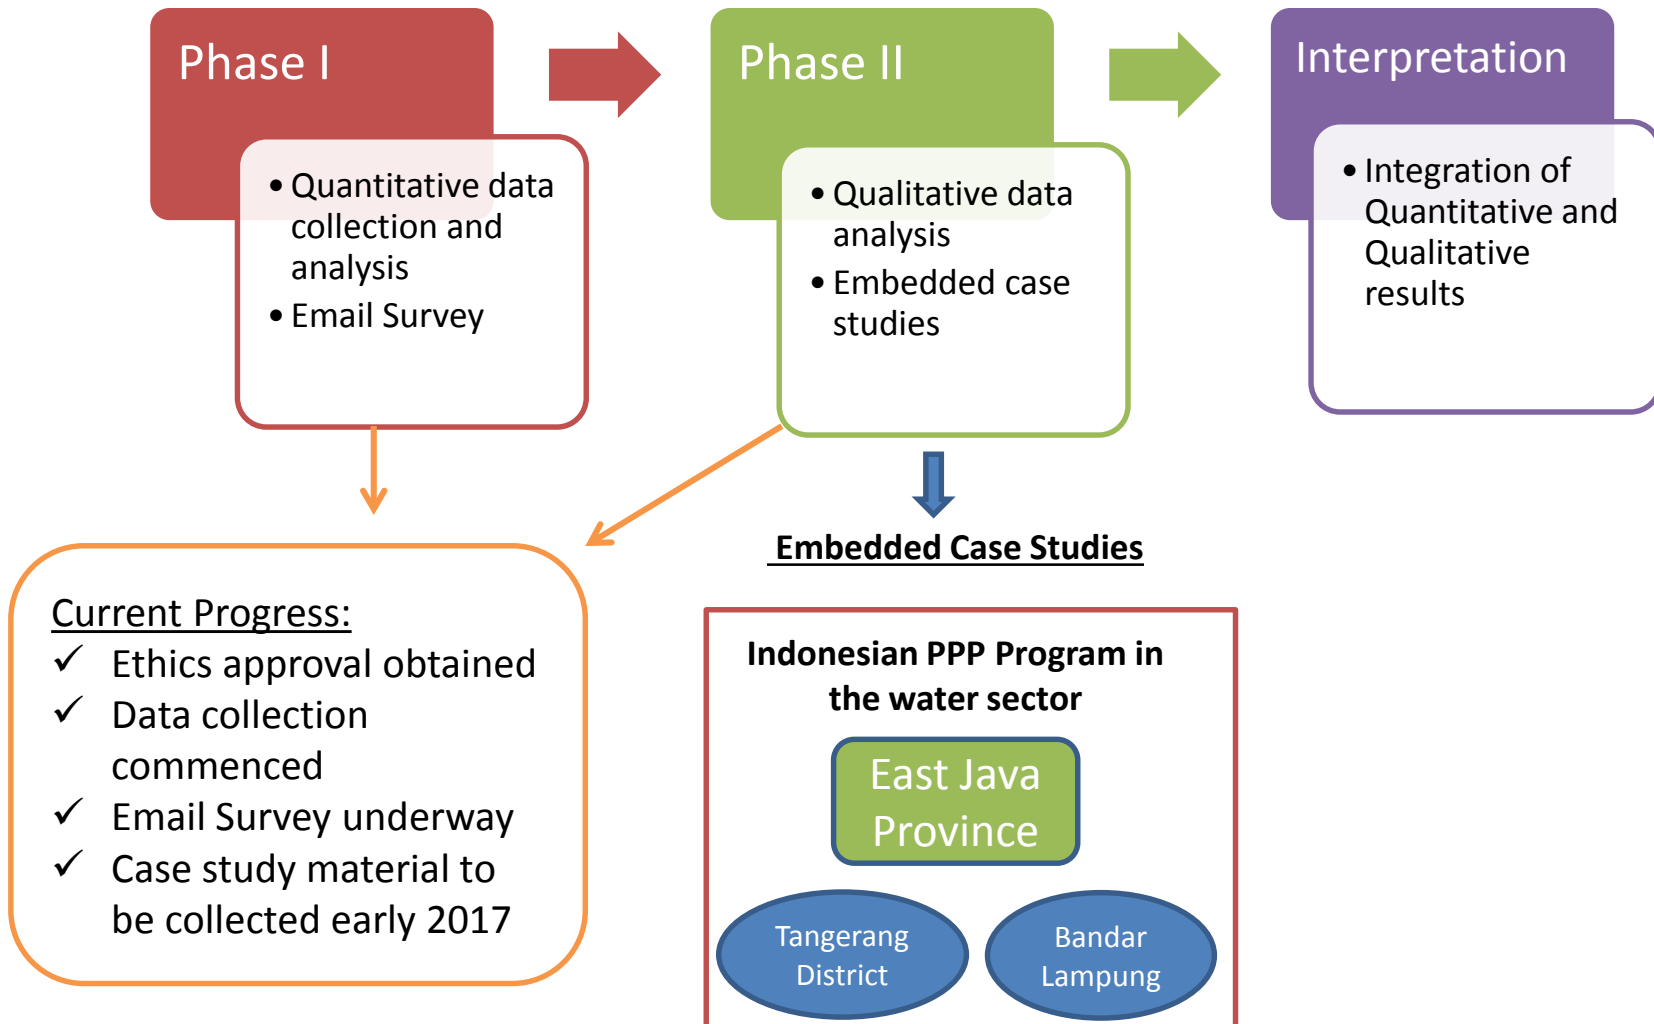 Phase I
• Quantitative data
collection and
analysis
• Email Survey
Phase II
• Qualitative data
analysis
• Embedded case
studies
Interpretation
• Integration of
Quantitative and
Qualitative
results
Current Progress:
✓ Ethics approval obtained
✓ Data collection
commenced
✓ Email Survey underway
✓ Case study material to
be collected early 2017
Embedded Case Studies
Indonesian PPP Program in
the water sector
East Java
Province
Tangerang
District
Bandar
Lampung